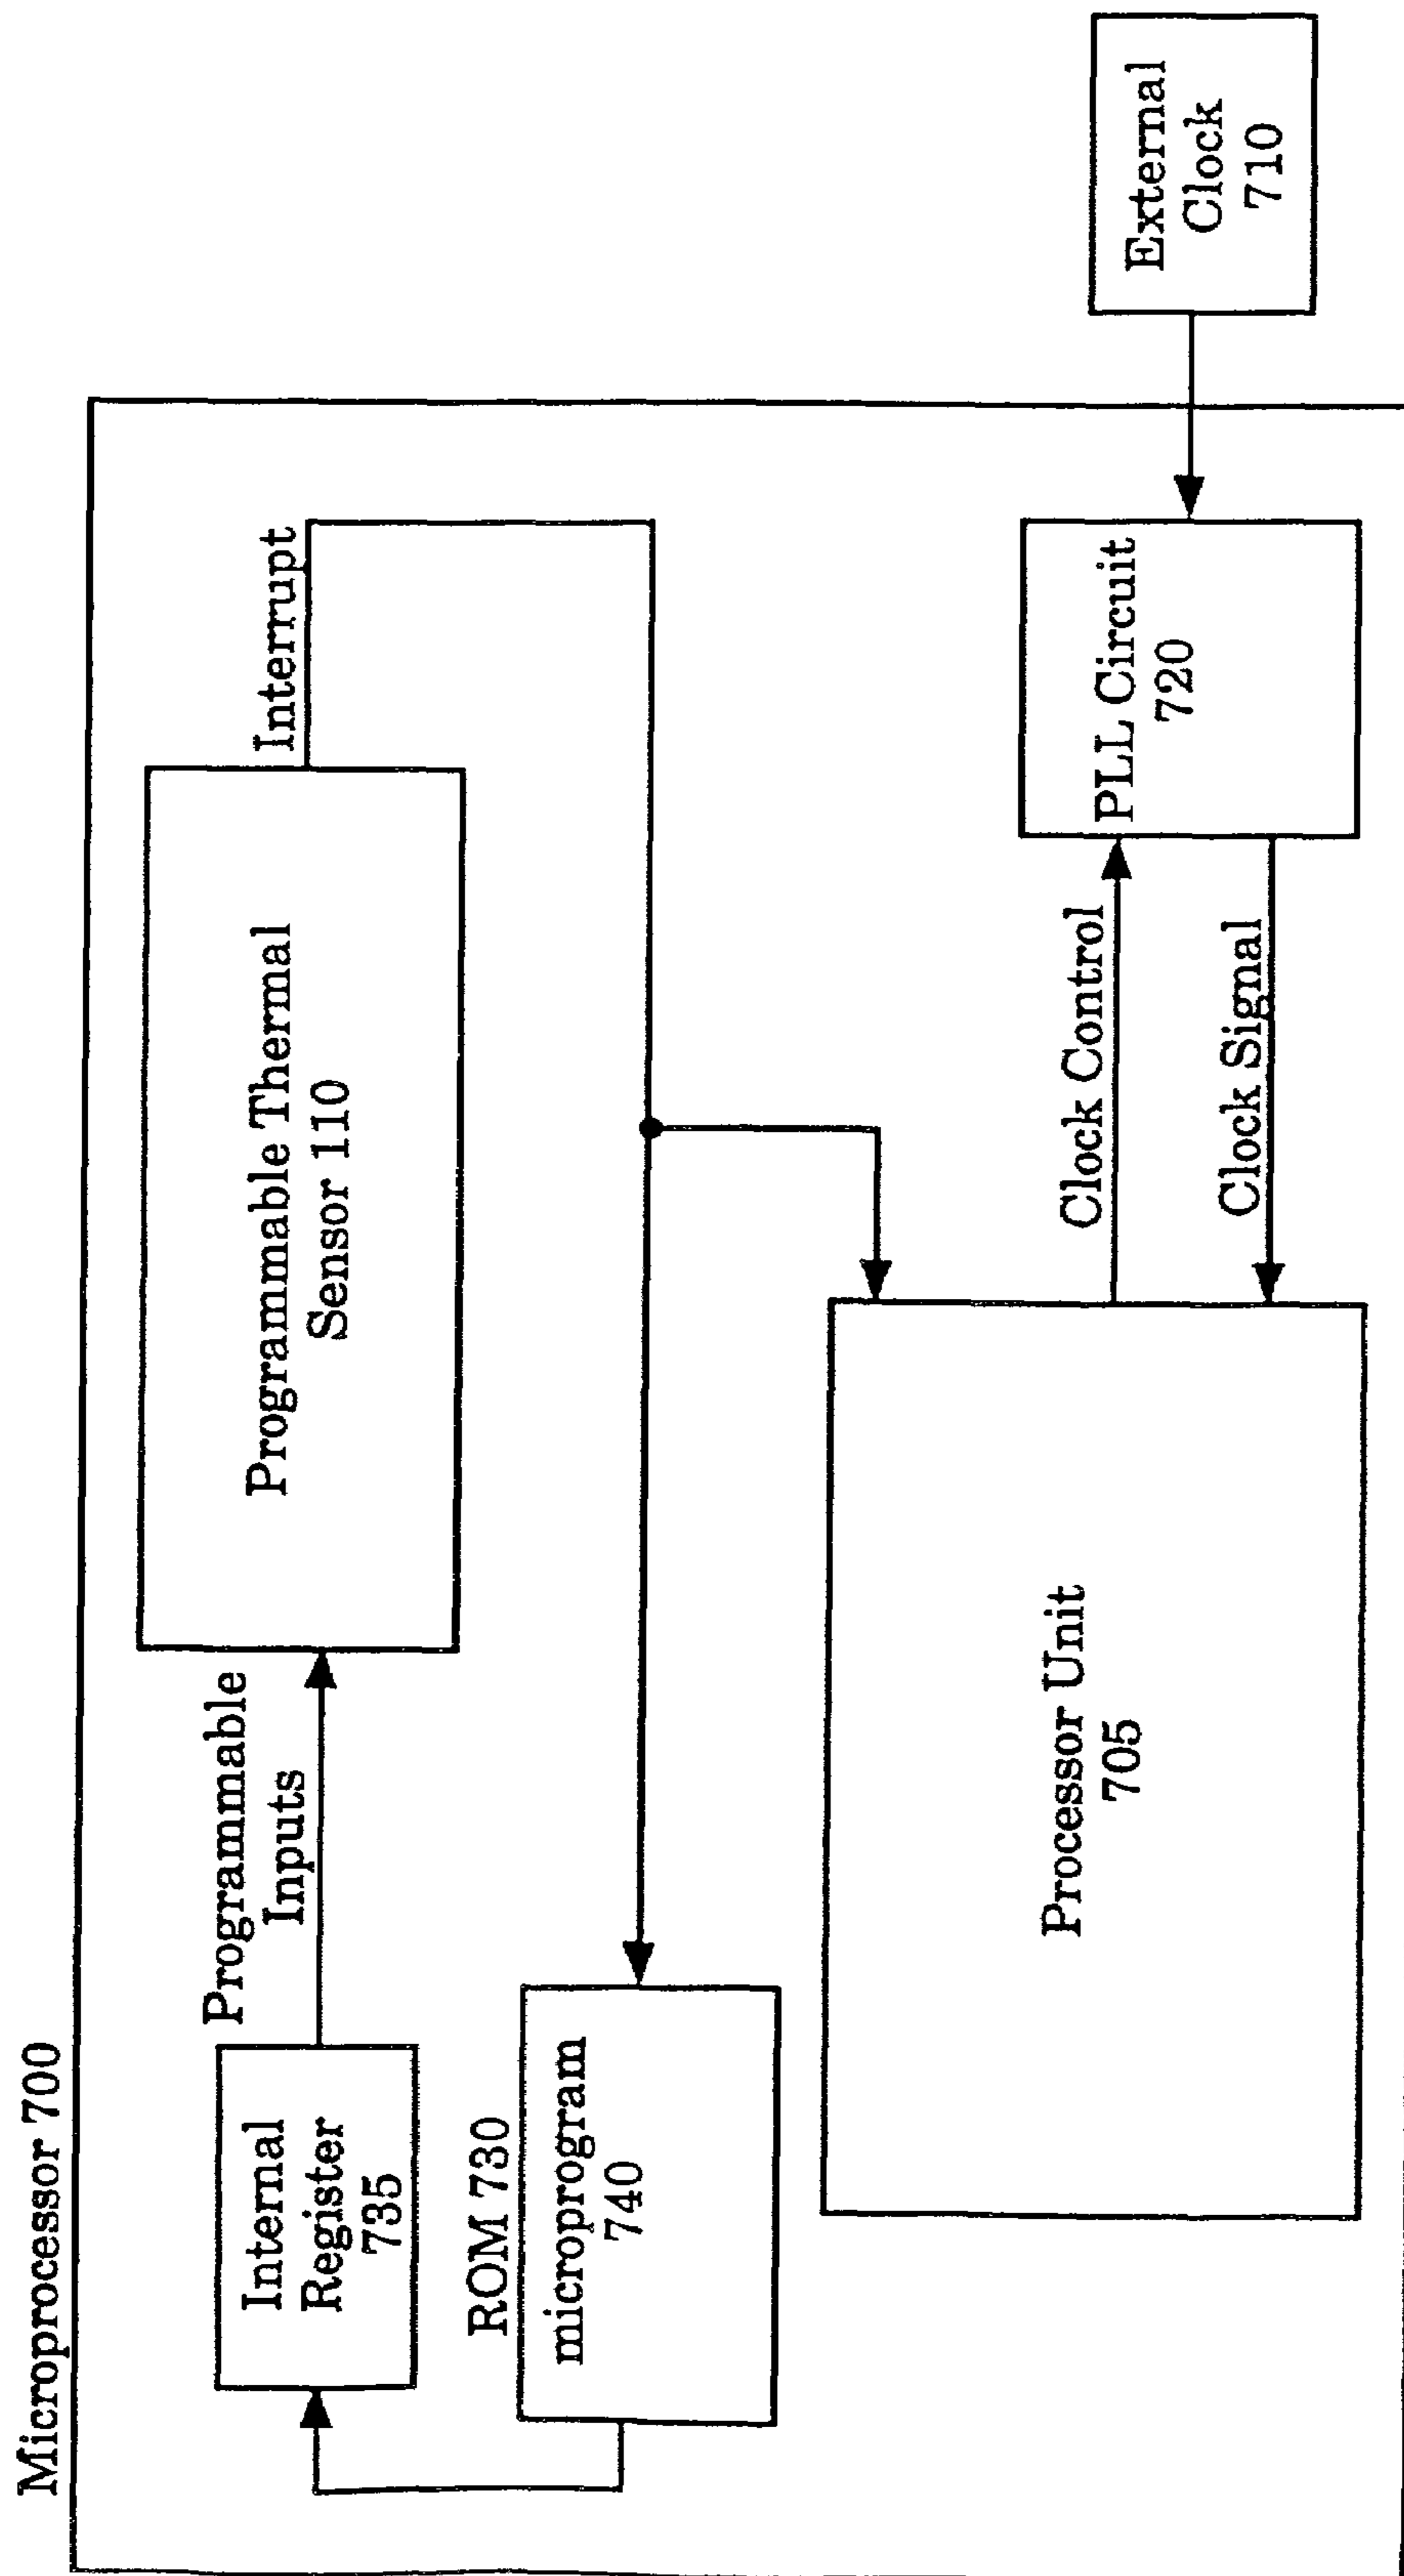 Microprocessor 700
Internal
Register
735
Programmable
Inputs
Programmable Thermal
Sensor 110
Interrupt
ROM 730
microprogram
740
Processor Unit
705
Clock Control
Clock Signal
PLL Circuit
720
External
Clock
710